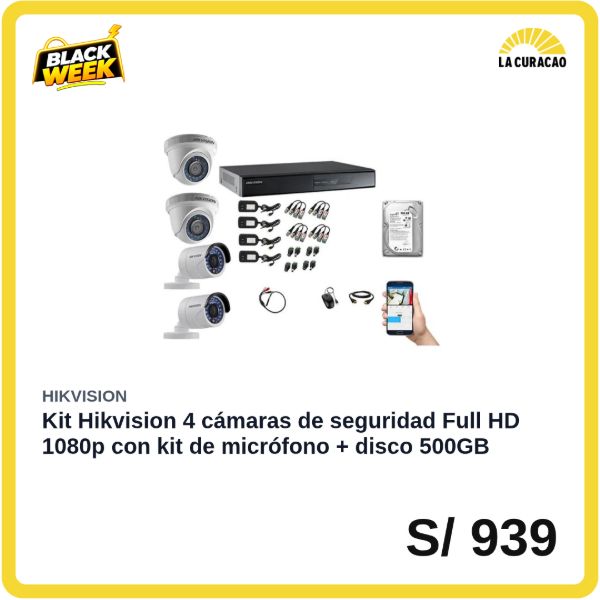 BLACK
WEEK
LA CURACAO
HIKVISION
Kit Hikvision 4 cámaras de seguridad Full HD
1080p con kit de micrófono + disco 500GB
S/ 939